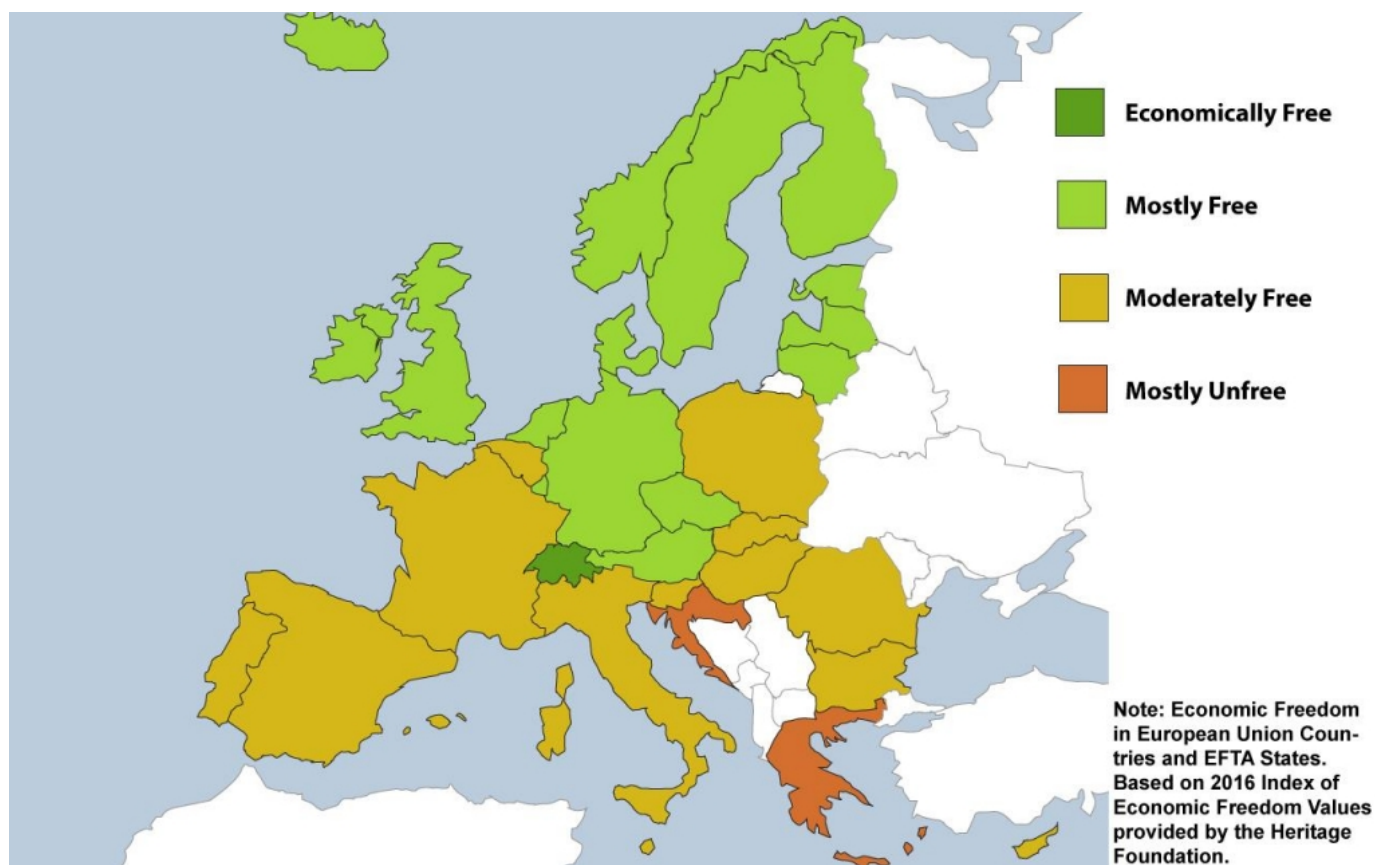 Economically Free
Mostly Free
Moderately Free
Mostly Unfree
Note: Economic Freedom
in European Union Coun-
tries and EFTA States.
Based on 2016 Index of
Economic Freedom Values
provided by the Heritage
Foundation.